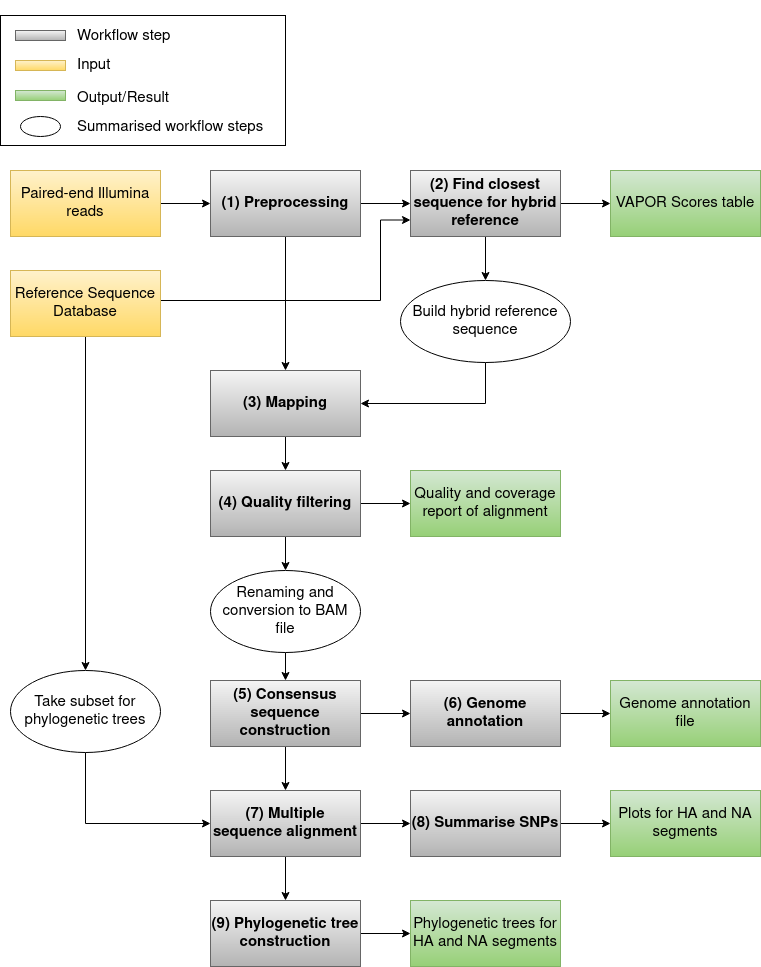 Workflow step
Input
Output/Result
Summarised workflow steps
Paired-end Illumina
reads
(1) Preprocessing
(2) Find closest
sequence for hybrid
reference
VAPOR Scores table
Reference Sequence
Database
Build hybrid reference
sequence
(3) Mapping
(4) Quality filtering
Quality and coverage
report of alignment
Renaming and
conversion to BAM
file
Take subset for
phylogenetic trees
(5) Consensus
sequence
construction
(6) Genome
annotation
Genome annotation
file
(7) Multiple
sequence alignment
(8) Summarise SNPs
Plots for HA and NA
segments
(9) Phylogenetic tree
construction
Phylogenetic trees for
HA and NA segments